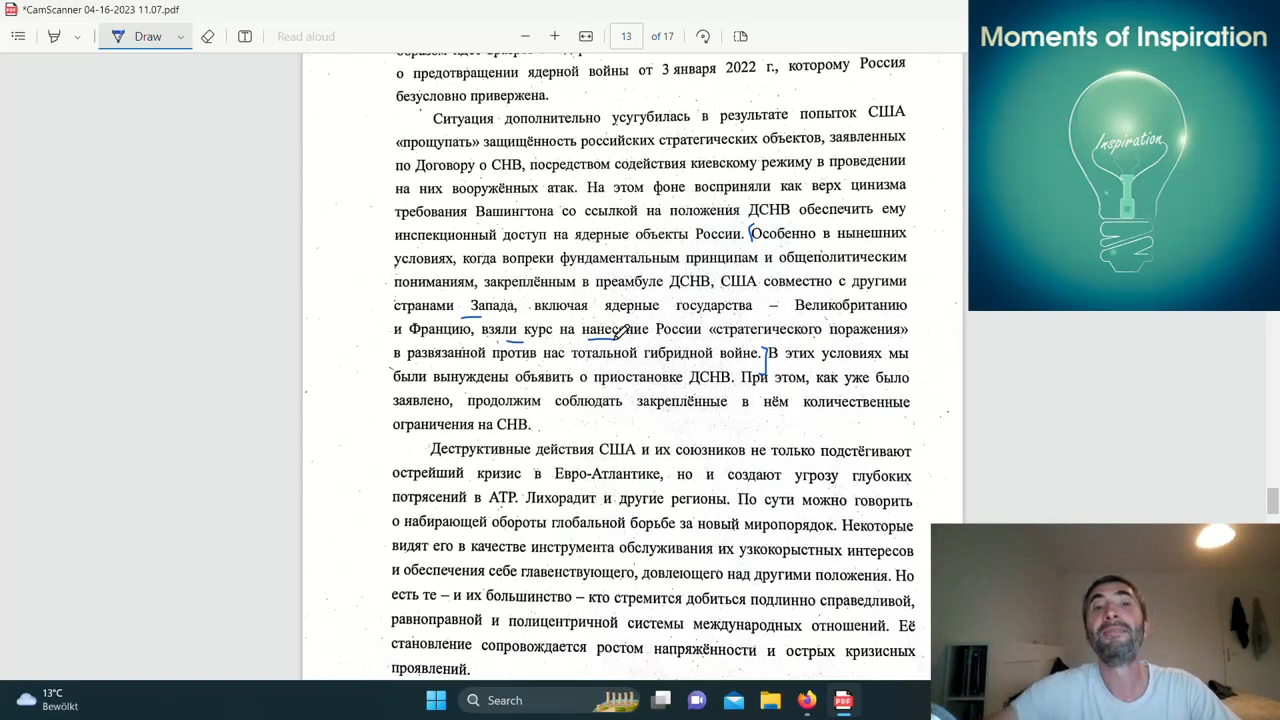 *CamScanner 04-16-2023 11.07.pdf
Draw
Read aloud
13 of 17
Moments of Inspiration
Inspiration
о предотвращении ядерной войны от 3 января 2022 г., которому Россия
безусловно привержена.
Ситуация дополнительно усугубилась в результате попыток США
«прощупать» защищённость российских стратегических объектов, заявленных
по Договору о СНВ, посредством содействия киевскому режиму в проведении
на них вооружённых атак. На этом фоне восприняли как верх цинизма
требования Вашингтона со ссылкой на положения ДСНВ обеспечить ему
инспекционный доступ на ядерные объекты России. Особенно в нынешних
условиях, когда вопреки фундаментальным принципам и общеполитическим
пониманиям, закреплённым в преамбуле ДСНВ, США совместно с другими
странами Запада, включая ядерные государства – Великобританию
и Францию, взяли курс на нанесение России «стратегического поражения»
в развязанной против нас тотальной гибридной войне. В этих условиях мы
были вынуждены объявить о приостановке ДСНВ. При этом, как уже было
заявлено, продолжим соблюдать закреплённые в нём количественные
ограничения на СНВ.
Деструктивные действия США и их союзников не только подстёгивают
острейший кризис в Евро-Атлантике, но и создают угрозу глубоких
потрясений в АТР. Лихорадит и другие регионы. По сути можно говорить
о набирающей обороты глобальной борьбе за новый миропорядок. Некоторые
видят его в качестве инструмента обслуживания их узкокорыстных интересов
и обеспечения себе главенствующего, довлеющего над другими положения. Но
есть те – и их большинство – кто стремится добиться подлинно справедливой,
равноправной и полицентричной системы международных отношений. Её
становление сопровождается ростом напряжённости и острых кризисных
проявлений.
13°C
Bewölkt
Search